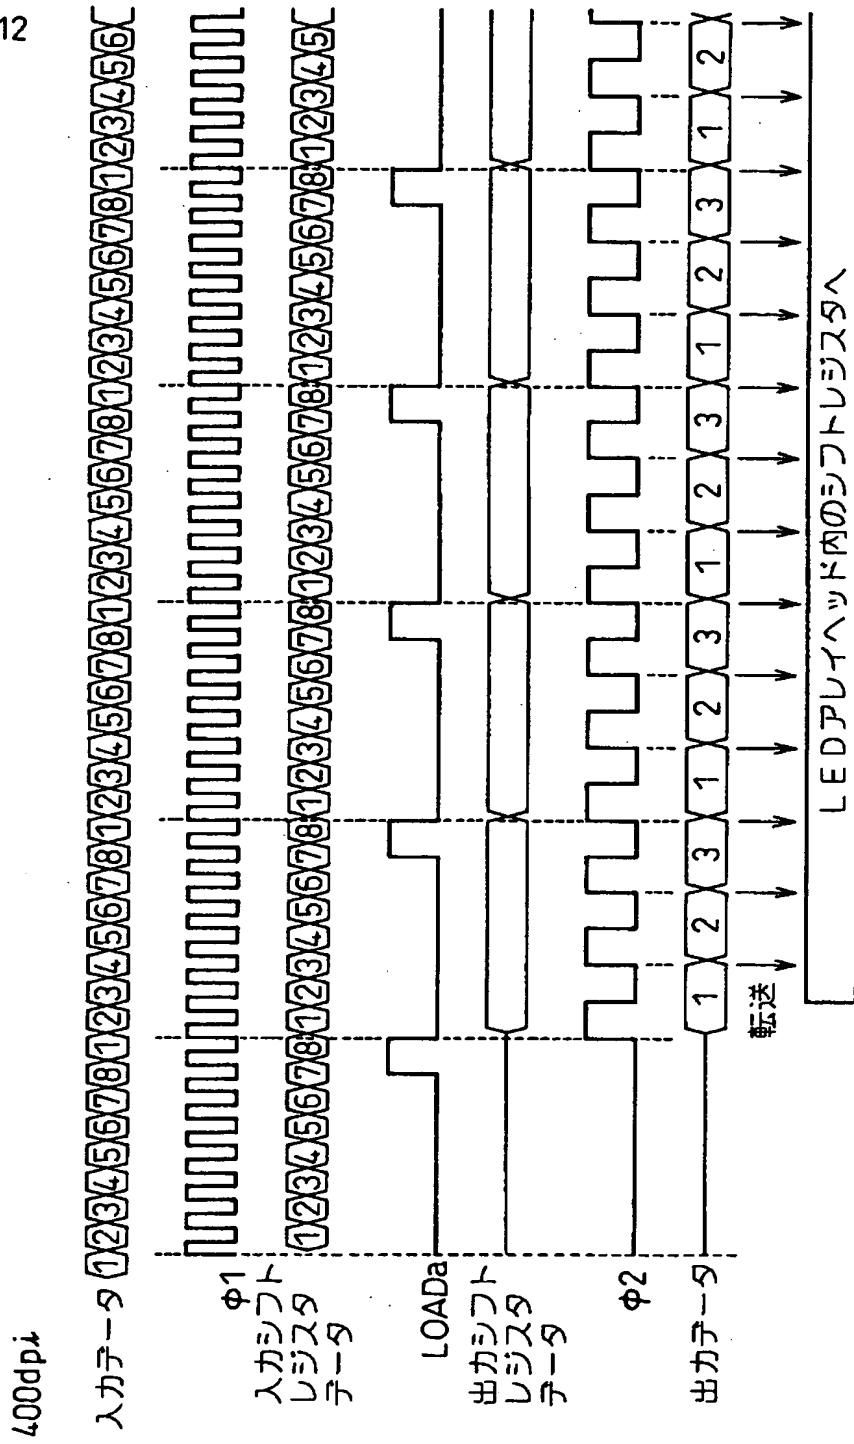 12
400dpi
入力データ 1 2 3 4 5 6 7 8 1 2 3 4 5 6 7 8 1 2 3 4 5 6 7 8 1 2 3 4 5 6 7 8 1 2 3 4 5 6 7 8 1 2 3 4 5 6
φ1
入力シフト
レジスタ
データ
1 2 3 4 5 6 7 8 1 2 3 4 5 6 7 8 1 2 3 4 5 6 7 8 1 2 3 4 5 6 7 8 1 2 3 4 5 6 7 8 1 2 3 4 5
LOADa
出力シフト
レジスタ
データ
φ2
出力データ 1 2 3 1 2 3 1 2 3 1 2 3 1 2
転送
LEDアレイヘッド内のシフトレジスタへ